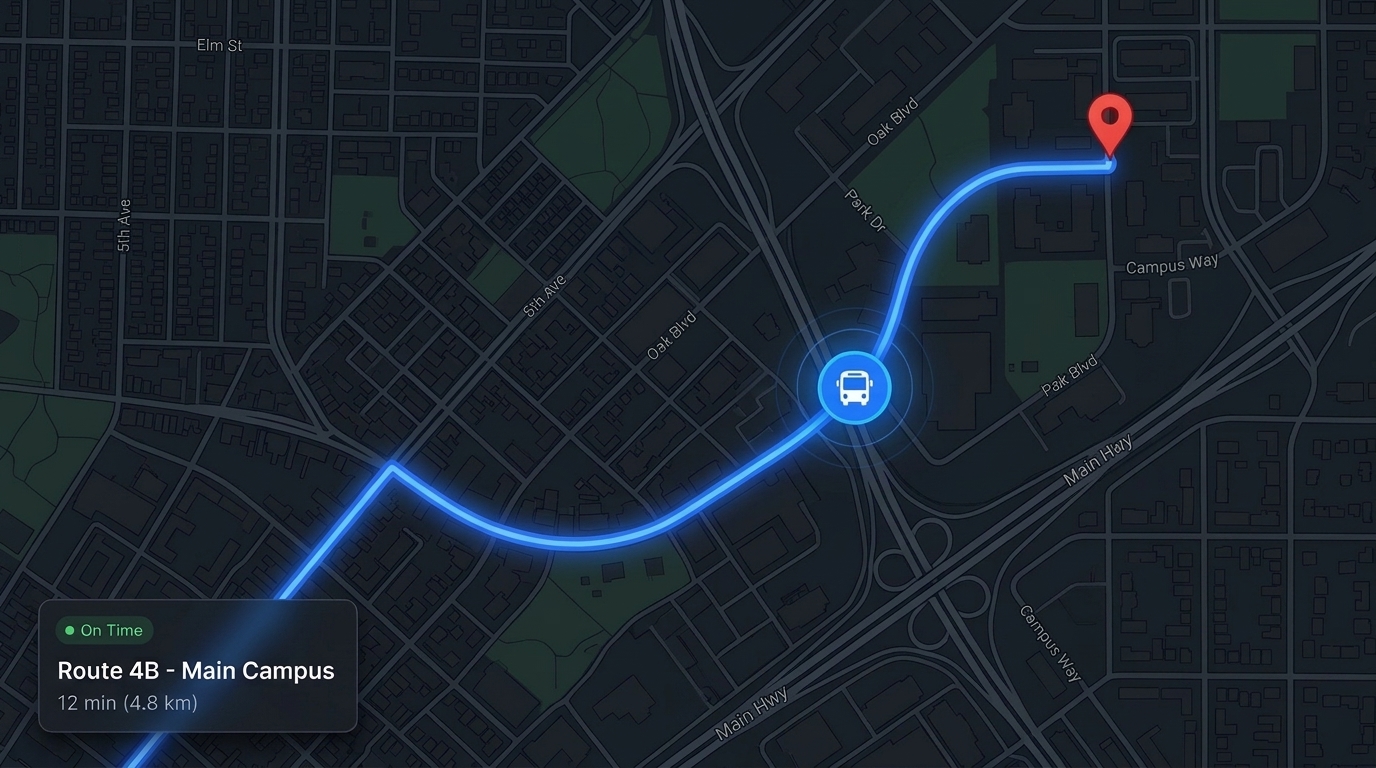 Elm St
Oak Blvd
5th Ave
Park Dr
Campus Way
5th Ave
Oak Blvd
Pak Blvd
Main Hwy
On Time
Route 4B - Main Campus
12 min (4.8 km)
Campus Way
Main Hwy